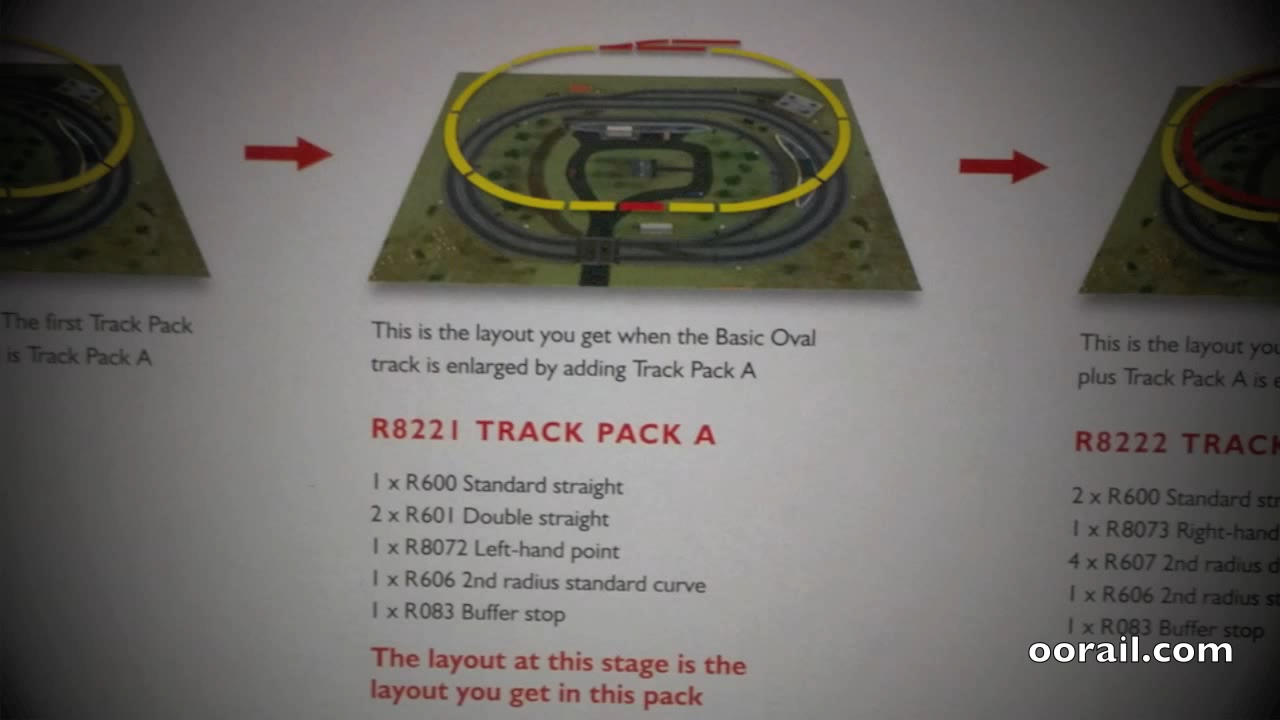 The first Track Pack
is Track Pack A
This is the layout you get when the Basic Oval
track is enlarged by adding Track Pack A
R8221 TRACK PACK A
1 x R600 Standard straight
2 x R601 Double straight
1 x R8072 Left-hand point
1 x R606 2nd radius standard curve
1 x R083 Buffer stop
The layout at this stage is the
layout you get in this pack
This is the layout you
plus Track Pack A is
R8222 TRACK
2 x R600 Standard
1 x R8073 Right-hand
4 x R607 2nd radius
1 x R606 2nd radius
1 x R083 Buffer stop
oorail.com